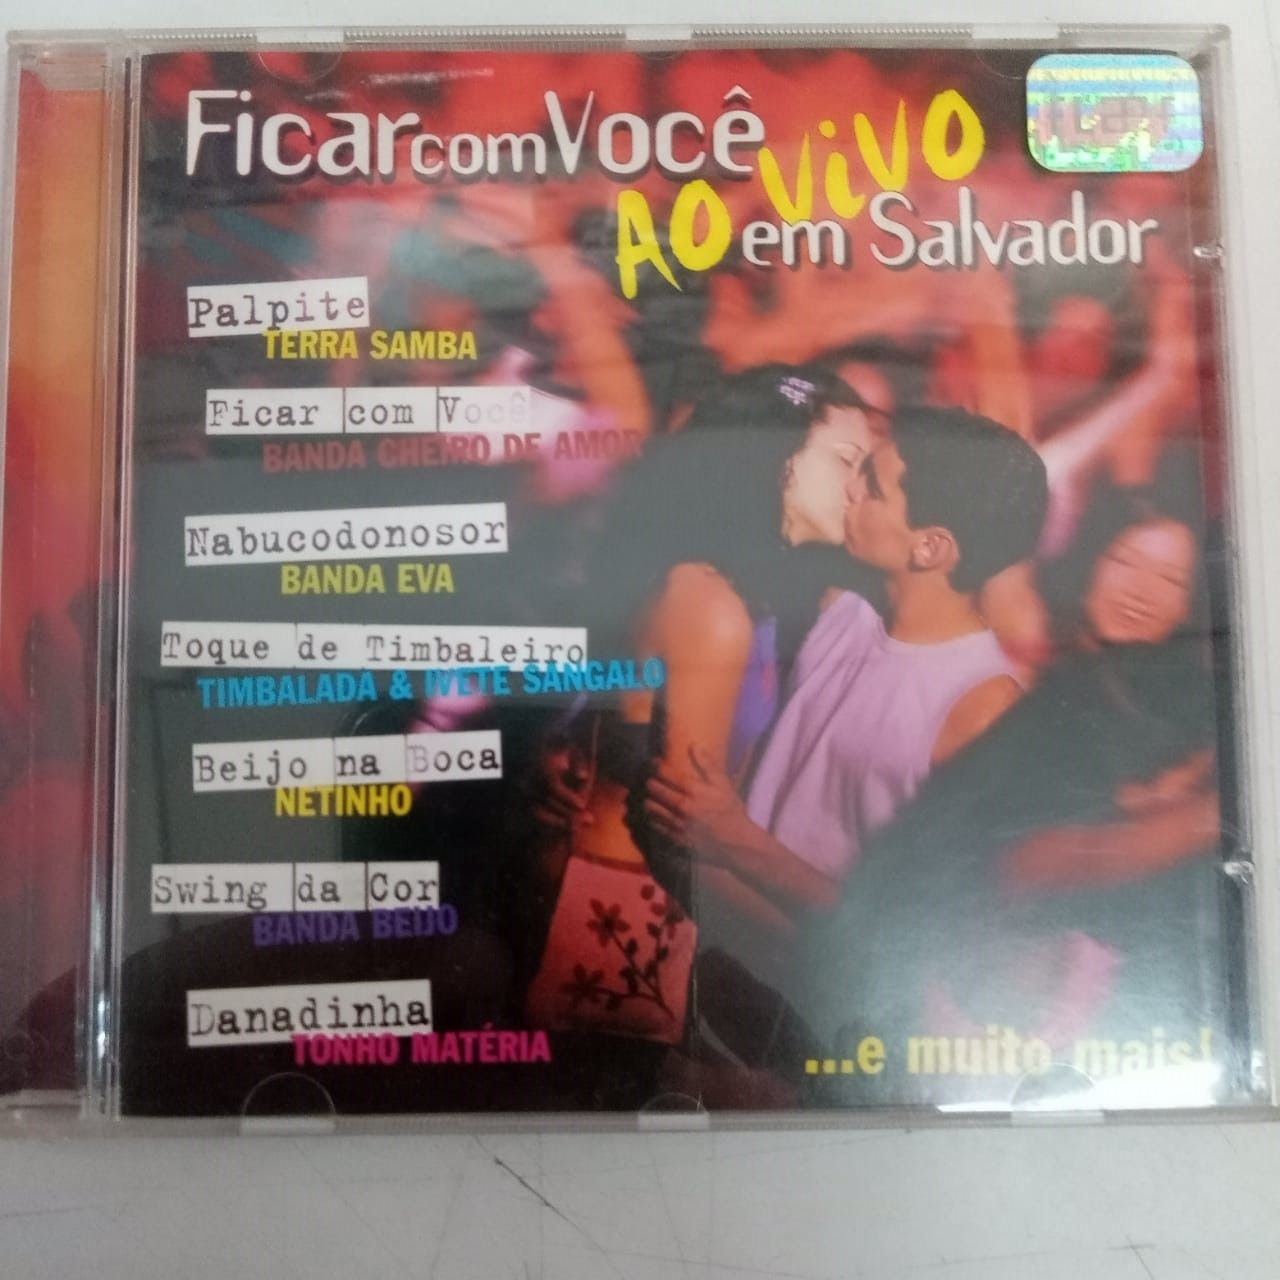 Ficar com Você
AO VIVO
em Salvador
Palpite
TERRA SAMBA
Ficar com Você
BANDA CHEIRO DE AMOR
Nabucodonosor
BANDA EVA
Toque de Timbaleiro
TIMBALADA & IVETE SANGALO
Beijo na Boca
NETINHO
Swing da Cor
BANDA BEIJO
Danadinha
TONHO MATÉRIA
...e muito mais!